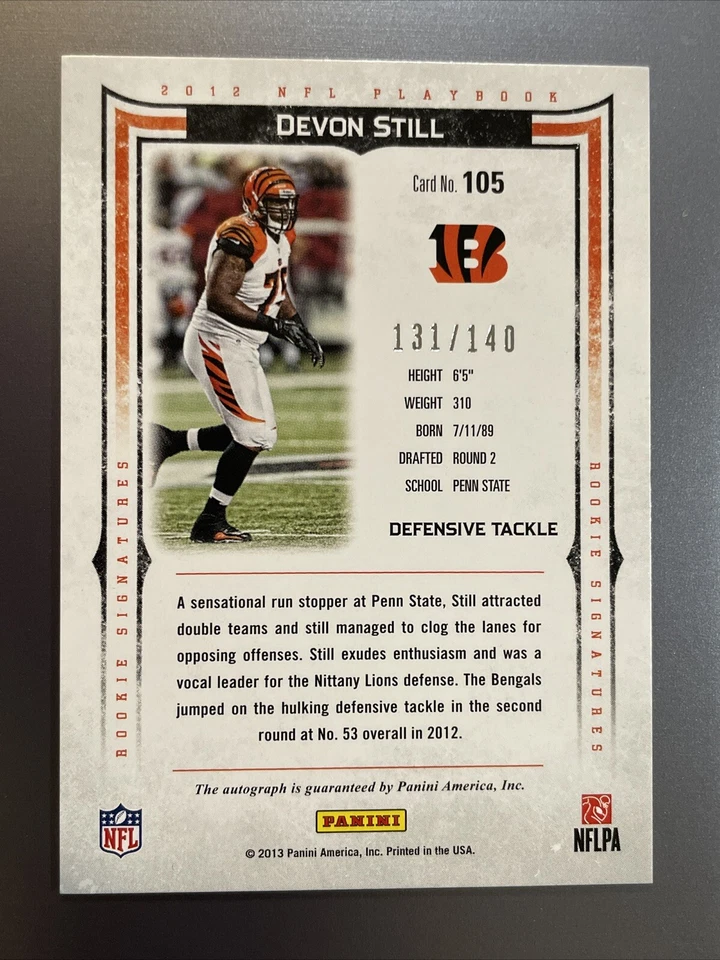 2012 NFL PLAYBOOK
DEVON STILL
Card No. 105
B
131/140
HEIGHT 6'5"
WEIGHT 310
BORN 7/11/89
DRAFTED ROUND 2
SCHOOL PENN STATE
DEFENSIVE TACKLE
ROOKIE SIGNATURES
ROOKIE SIGNATURES
A sensational run stopper at Penn State, Still attracted
double teams and still managed to clog the lanes for
opposing offenses. Still exudes enthusiasm and was a
vocal leader for the Nittany Lions defense. The Bengals
jumped on the hulking defensive tackle in the second
round at No. 53 overall in 2012.
The autograph is guaranteed by Panini America, Inc.
PANINI
NFL
NFLPA
© 2013 Panini America, Inc. Printed in the USA.